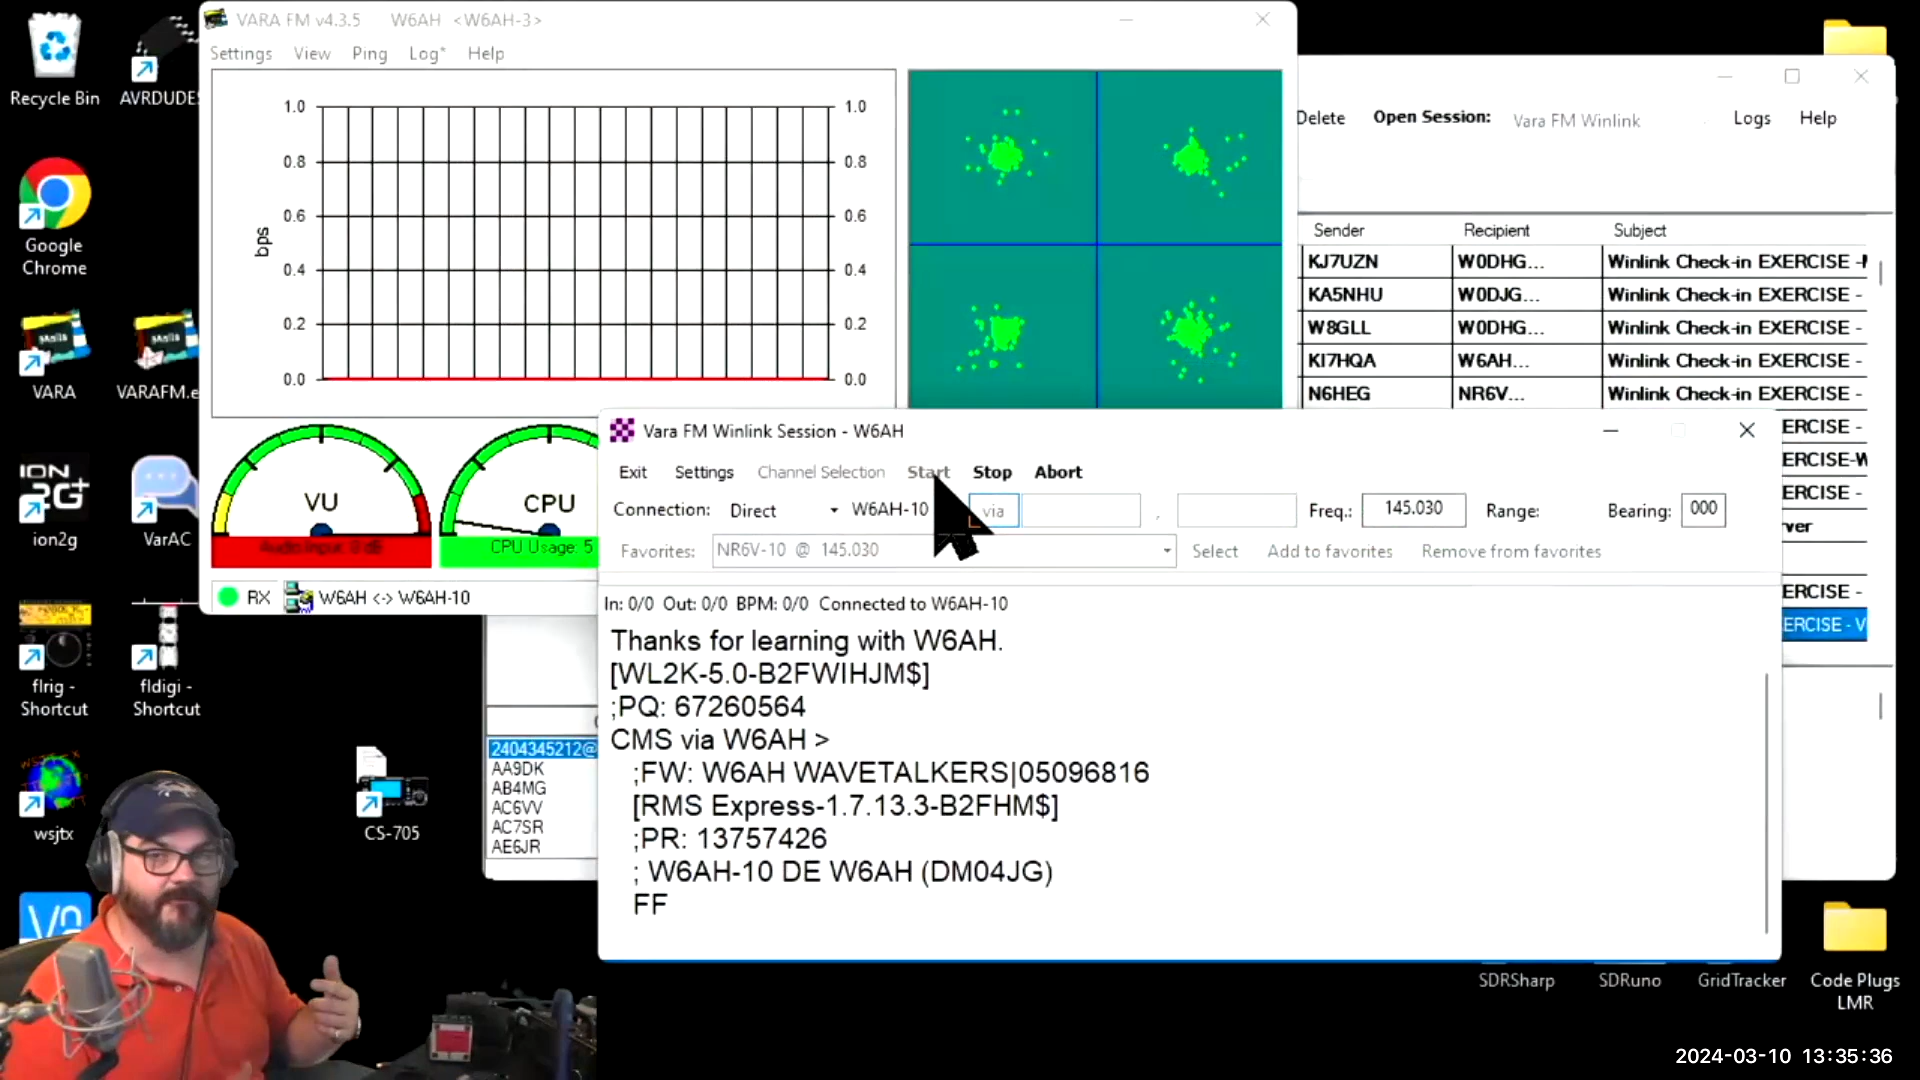 VARA FM v4.3.5 W6AH <W6AH-3>
Settings View Ping Log* Help
1.0 1.0
0.8 0.8
0.6 0.6
bps
0.4 0.4
0.2 0.2
0.0 0.0
VU
CPU
Audio Input: 0 dB
CPU Usage: 5
RX W6AH <-> W6AH-10
Delete Open Session: Vara FM Winlink Logs Help
Sender Recipient Subject
KJ7UZN W0DHG... Winlink Check-in EXERCISE -
KA5NHU W0DJG... Winlink Check-in EXERCISE -
W8GLL W0DHG... Winlink Check-in EXERCISE -
KI7HQA W6AH... Winlink Check-in EXERCISE -
N6HEG NR6V... Winlink Check-in EXERCISE -
ERCISE -
ERCISE-W
ERCISE -
ver
ERCISE -
ERCISE - V
Vara FM Winlink Session - W6AH
Exit Settings Channel Selection Start Stop Abort
Connection: Direct W6AH-10 via , Freq.: 145.030 Range: Bearing: 000
Favorites: NR6V-10 @ 145.030 Select Add to favorites Remove from favorites
In: 0/0 Out: 0/0 BPM: 0/0 Connected to W6AH-10
Thanks for learning with W6AH.
[WL2K-5.0-B2FWIHJM$]
;PQ: 67260564
CMS via W6AH >
;FW: W6AH WAVETALKERS|05096816
[RMS Express-1.7.13.3-B2FHM$]
;PR: 13757426
; W6AH-10 DE W6AH (DM04JG)
FF
2404345212@
AA9DK
AB4MG
AC6VV
AC7SR
AE6JR
Recycle Bin
AVRDUDES
Google
Chrome
VARA
VARAFM.e
ION
2G+
ion2g
VarAC
flrig -
Shortcut
fldigi -
Shortcut
wsjtx
CS-705
SDRSharp
SDRuno
GridTracker
Code Plugs
LMR
2024-03-10 13:35:36